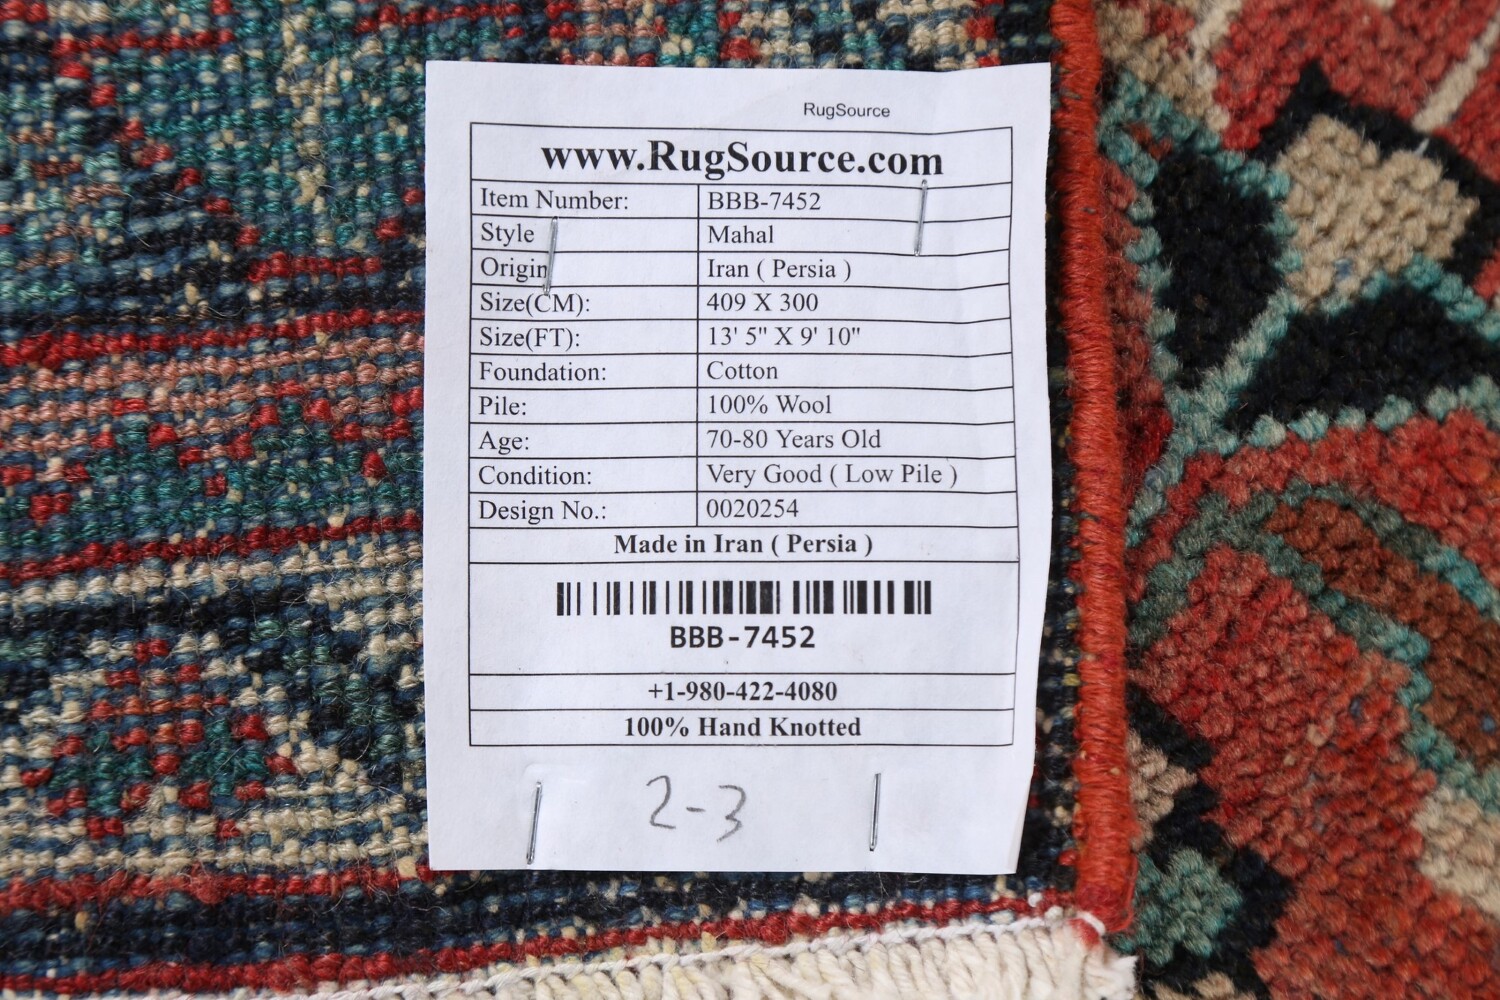 RugSource
www.RugSource.com
Item Number: BBB-7452
Style Mahal
Origin Iran ( Persia )
Size(CM): 409 X 300
Size(FT): 13' 5" X 9' 10"
Foundation: Cotton
Pile: 100% Wool
Age: 70-80 Years Old
Condition: Very Good ( Low Pile )
Design No.: 0020254
Made in Iran ( Persia )
BBB-7452
+1-980-422-4080
100% Hand Knotted
2-3